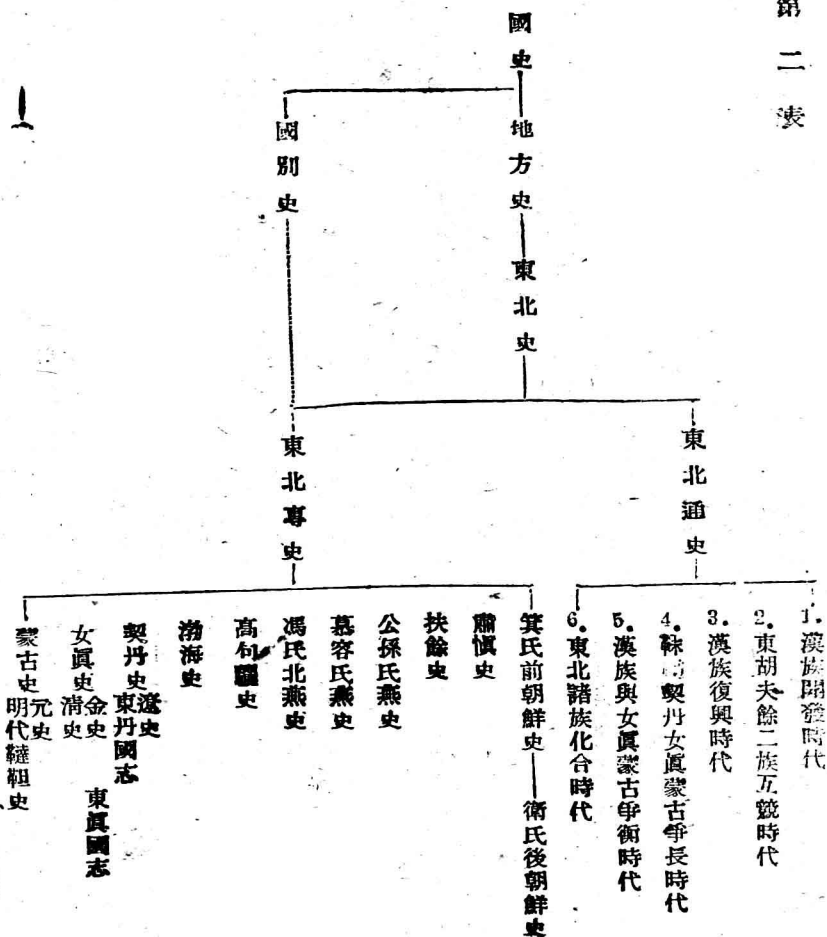 第二表
國史
地方史
國別史
東北史
東北通史
東北專史
1. 漢族開發時代
2. 東胡夫餘二族互競時代
3. 漢族復興時代
4. 契丹女眞蒙古爭長時代
5. 漢族與女眞蒙古爭衡時代
6. 東北諸族化合時代
箕氏前朝鮮史
衛氏後朝鮮史
肅愼史
扶餘史
公孫氏燕史
慕容氏燕史
馮氏北燕史
高句驪史
渤海史
契丹史
遼史
東丹國志
女眞史
金史
東眞國志
淸史
蒙古史
元史
明代韃靼史